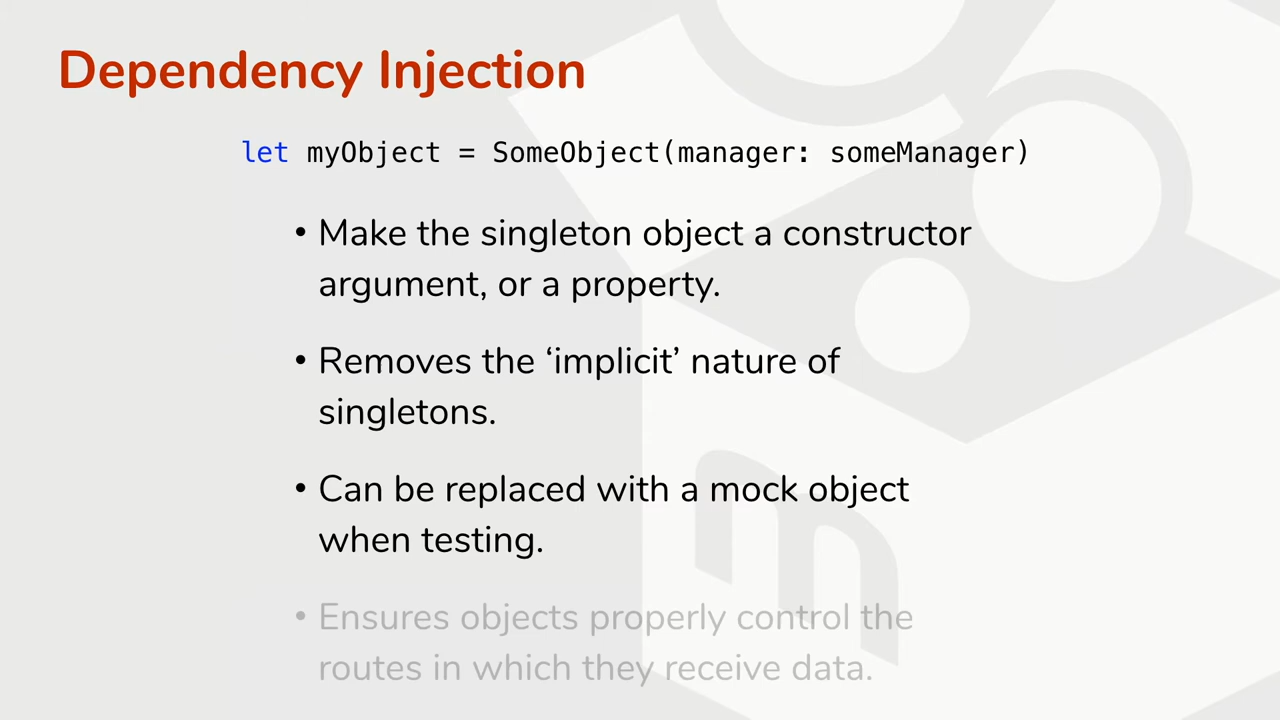 Dependency Injection
let myObject = SomeObject(manager: someManager)
• Make the singleton object a constructor
argument, or a property.
• Removes the ‘implicit’ nature of
singletons.
• Can be replaced with a mock object
when testing.
• Ensures objects properly control the
routes in which they receive data.
m